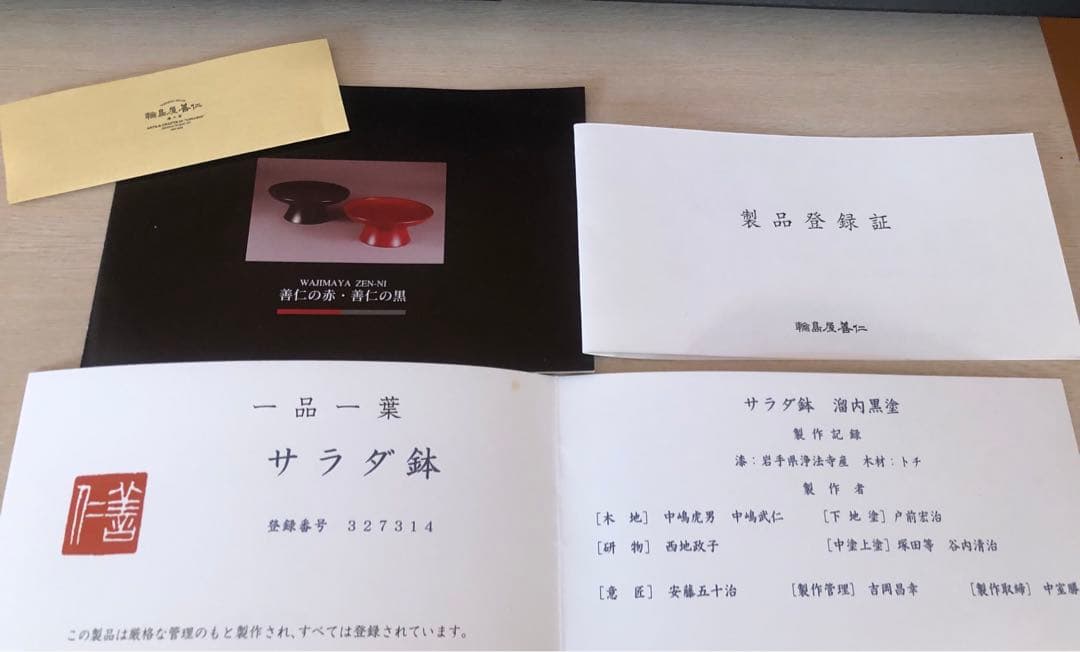 輪島屋善仁
WAJIMAYA ZEN-NI
善仁の赤・善仁の黒
製品登録証
輪島屋善仁
一品一葉
サラダ鉢
善仁
登録番号 327314
この製品は厳格な管理のもと製作され、すべては登録されています。
サラダ鉢 溜内黒塗
製作記録
漆：岩手県浄法寺産 木材：トチ
製作者
［木地］ 中嶋虎男 中嶋武仁 ［下地塗］戸前宏治
［研物］ 西地政子 ［中塗上塗］塚田等 谷内清治
［意匠］ 安藤五十治 ［製作管理］吉岡昌幸 ［製作取締］中室勝